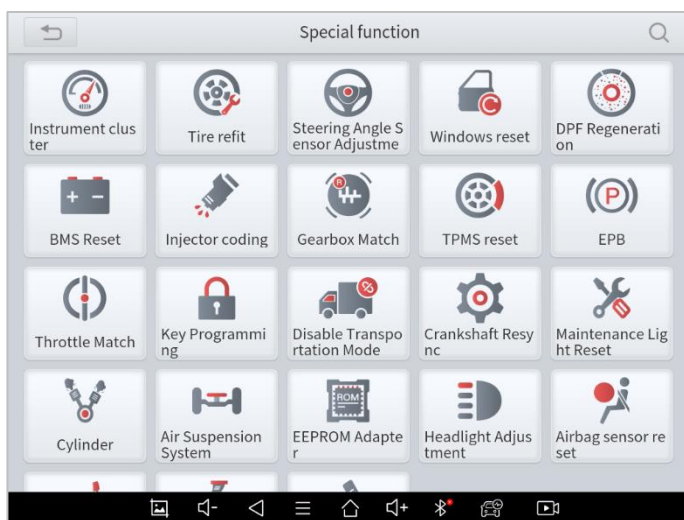 Special function
Instrument clus
ter
Tire refit
Steering Angle S
ensor Adjustme
Windows reset
DPF Regenerati
on
BMS Reset
Injector coding
R
Gearbox Match
TPMS reset
P
EPB
Throttle Match
Key Programmi
ng
Disable Transpo
rtation Mode
Crankshaft Resy
nc
Maintenance Lig
ht Reset
Cylinder
Air Suspension
System
ROM
EEPROM Adapte
r
Headlight Adjus
tment
Airbag sensor re
set